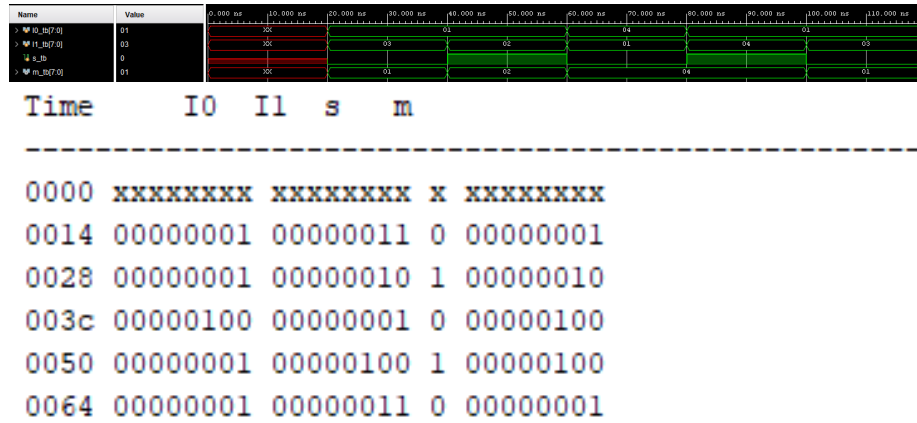 Name Value 0.000 ns 10.000 ns 20.000 ns 30.000 ns 40.000 ns 50.000 ns 60.000 ns 70.000 ns 80.000 ns 90.000 ns 100.000 ns 110.000 ns
> I0_tb[7:0] 01 XX 01 04 01
> I1_tb[7:0] 03 XX 03 02 01 04 03
s_tb 0
> m_tb[7:0] 01 XX 01 02 04 01
Time I0 I1 s m
--------------------------------------------------
0000 xxxxxxxx xxxxxxxx x xxxxxxxx
0014 00000001 00000011 0 00000001
0028 00000001 00000010 1 00000010
003c 00000100 00000001 0 00000100
0050 00000001 00000100 1 00000100
0064 00000001 00000011 0 00000001